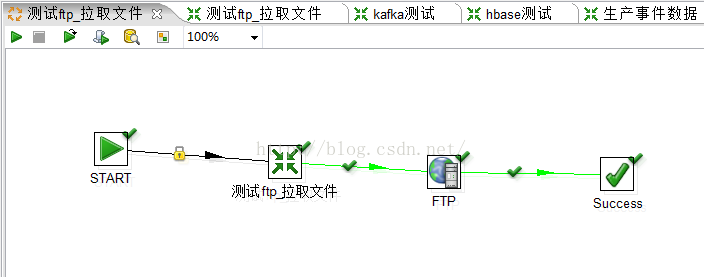 测试ftp_拉取文件 测试ftp_拉取文件 kafka测试 hbase测试 生产事件数据
100%
http://blog.csdn.net/
START
测试ftp_拉取文件
FTP
Success